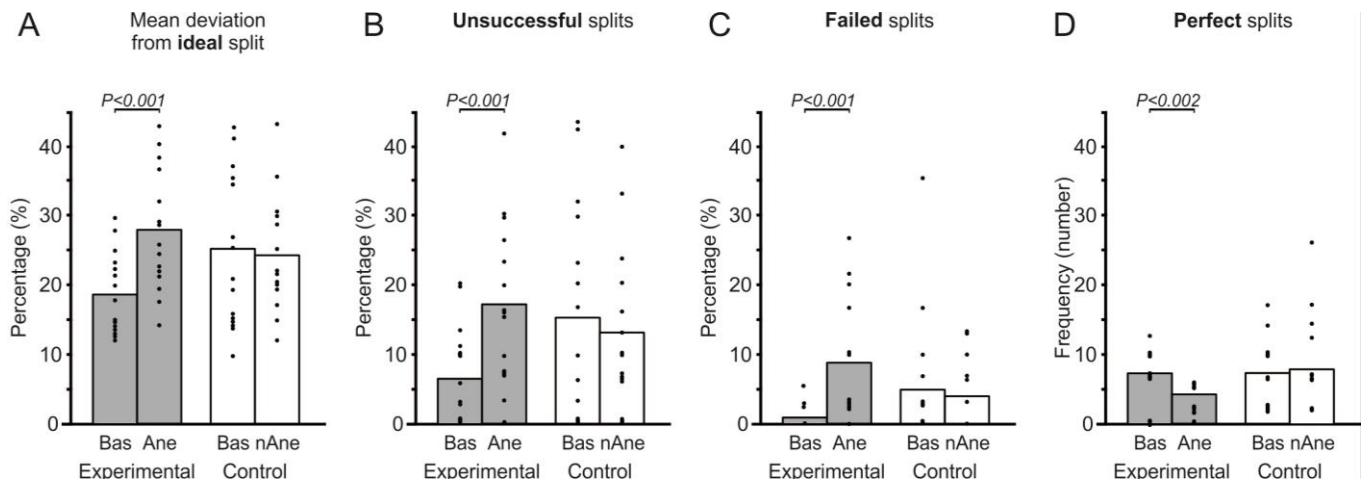 A
Mean deviation
from ideal split
P<0.001
Percentage (%)
40
30
20
10
0
Bas Ane
Bas nAne
Experimental
Control
B
Unsuccessful splits
P<0.001
Percentage (%)
40
30
20
10
0
Bas Ane
Bas nAne
Experimental
Control
C
Failed splits
P<0.001
Percentage (%)
40
30
20
10
0
Bas Ane
Bas nAne
Experimental
Control
D
Perfect splits
P<0.002
Frequency (number)
40
30
20
10
0
Bas Ane
Bas nAne
Experimental
Control